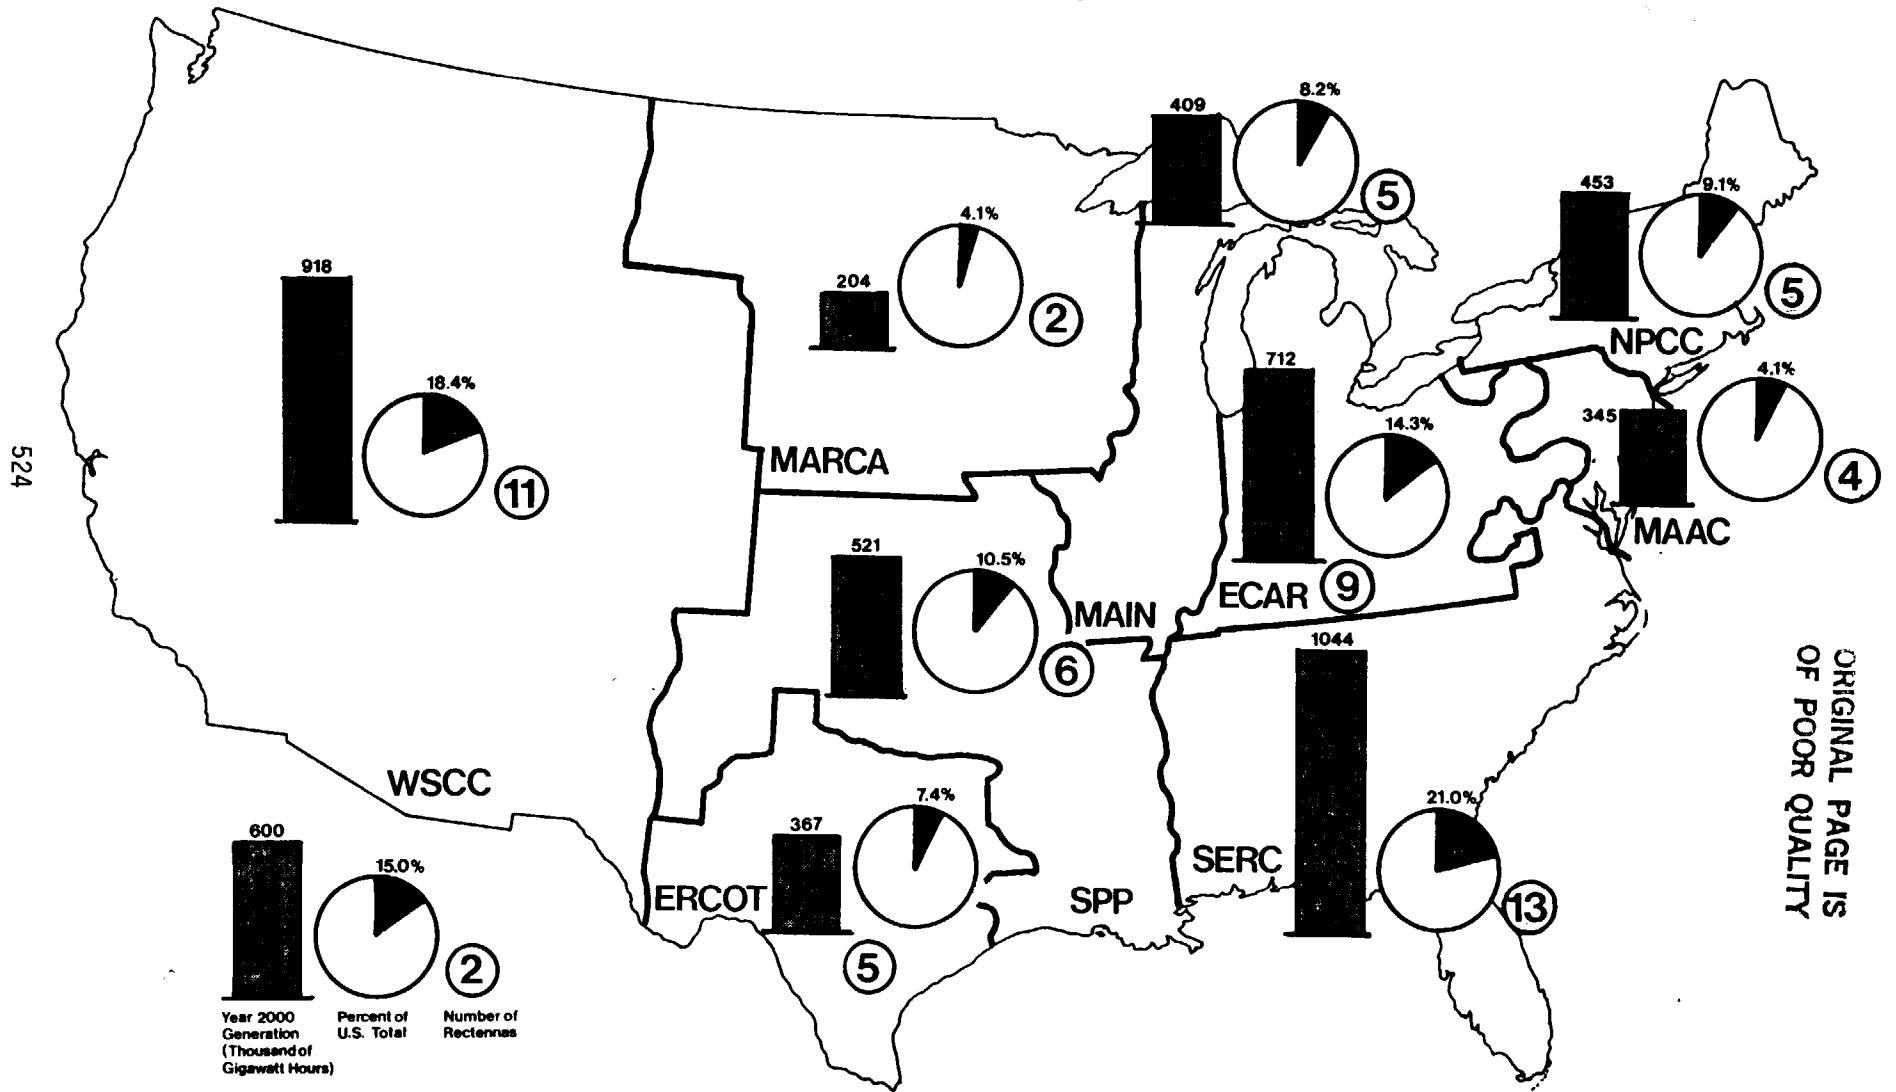 409
8.2%
5
453
9.1%
5
NPCC
918
18.4%
11
204
4.1%
2
MARCA
712
14.3%
9
ECAR
345
4.1%
4
MAAC
521
10.5%
6
MAIN
1044
21.0%
13
SERC
WSCC
367
7.4%
5
ERCOT
SPP
600
15.0%
2
Year 2000
Generation
(Thousand of
Gigawatt Hours)
Percent of
U.S. Total
Number of
Rectennas
524
ORIGINAL PAGE IS
OF POOR QUALITY